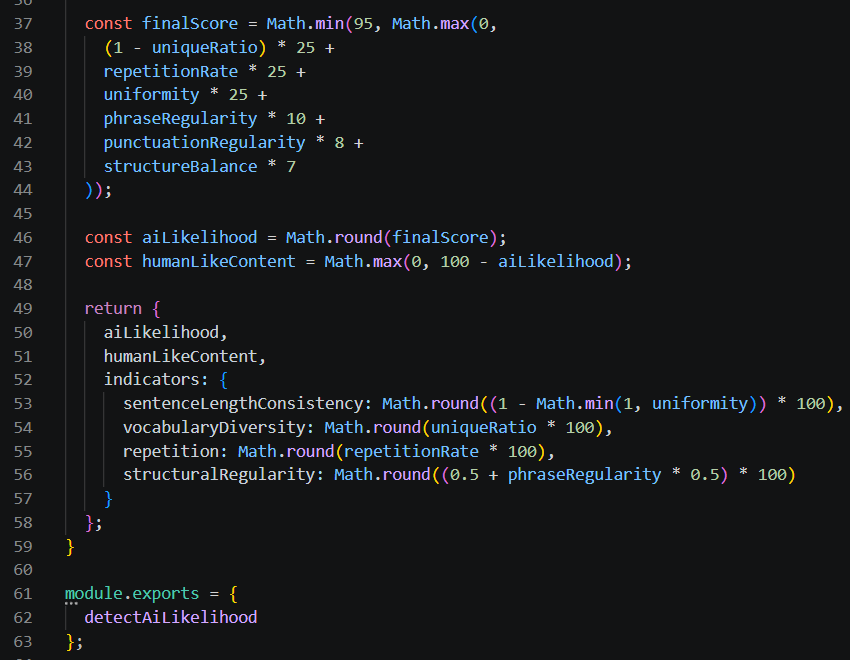 37 const finalScore = Math.min(95, Math.max(0,
38 (1 - uniqueRatio) * 25 +
39 repetitionRate * 25 +
40 uniformity * 25 +
41 phraseRegularity * 10 +
42 punctuationRegularity * 8 +
43 structureBalance * 7
44 ));
45
46 const aiLikelihood = Math.round(finalScore);
47 const humanLikeContent = Math.max(0, 100 - aiLikelihood);
48
49 return {
50 aiLikelihood,
51 humanLikeContent,
52 indicators: {
53 sentenceLengthConsistency: Math.round((1 - Math.min(1, uniformity)) * 100),
54 vocabularyDiversity: Math.round(uniqueRatio * 100),
55 repetition: Math.round(repetitionRate * 100),
56 structuralRegularity: Math.round((0.5 + phraseRegularity * 0.5) * 100)
57 }
58 };
59 }
60
61 module.exports = {
62 detectAiLikelihood
63 };